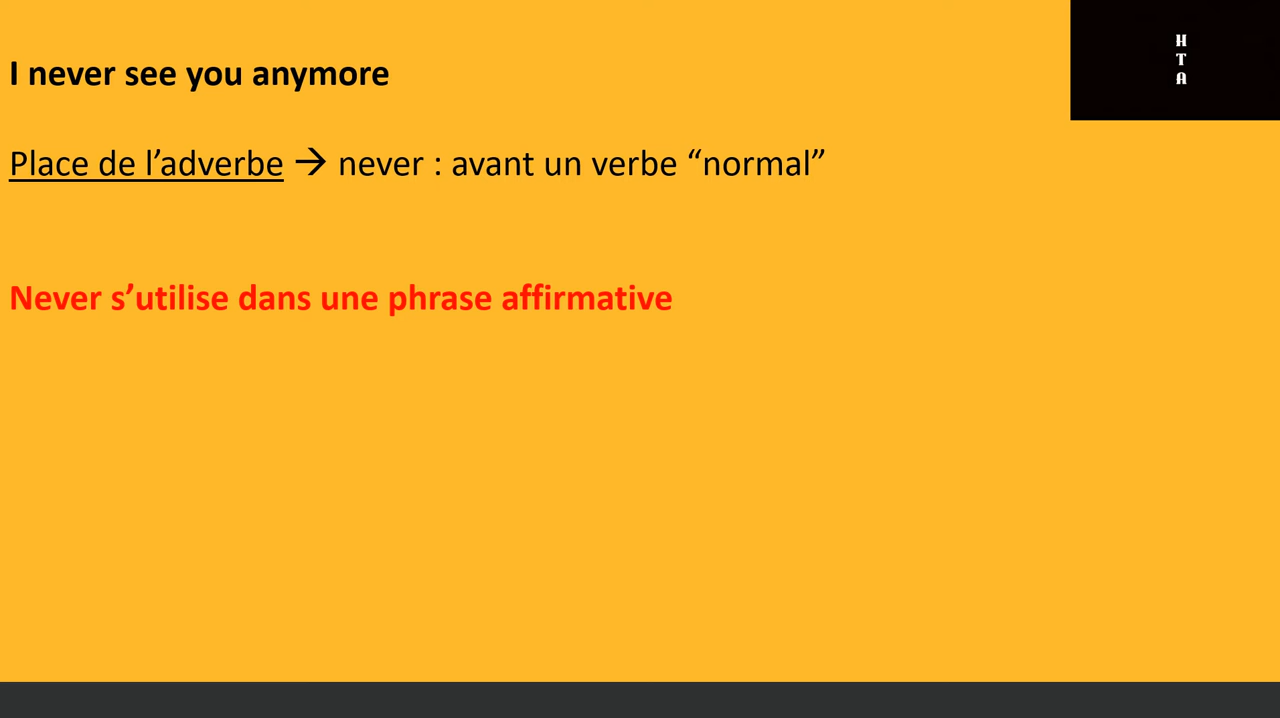 I never see you anymore
H
T
A
Place de l’adverbe → never : avant un verbe “normal”
Never s’utilise dans une phrase affirmative